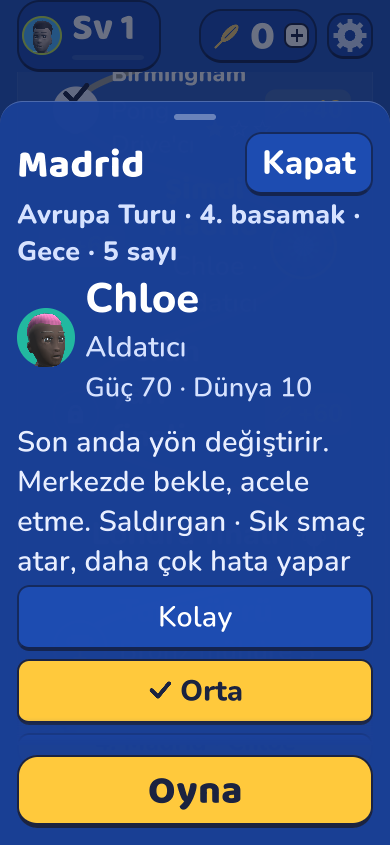 Sv 1
0
Birmingham
Madrid
Kapat
Avrupa Turu · 4. basamak ·
Gece · 5 sayı
Chloe
Aldatıcı
Güç 70 · Dünya 10
Son anda yön değiştirir.
Merkezde bekle, acele
etme. Saldırgan · Sık smaç
atar, daha çok hata yapar
Kolay
Orta
Oyna